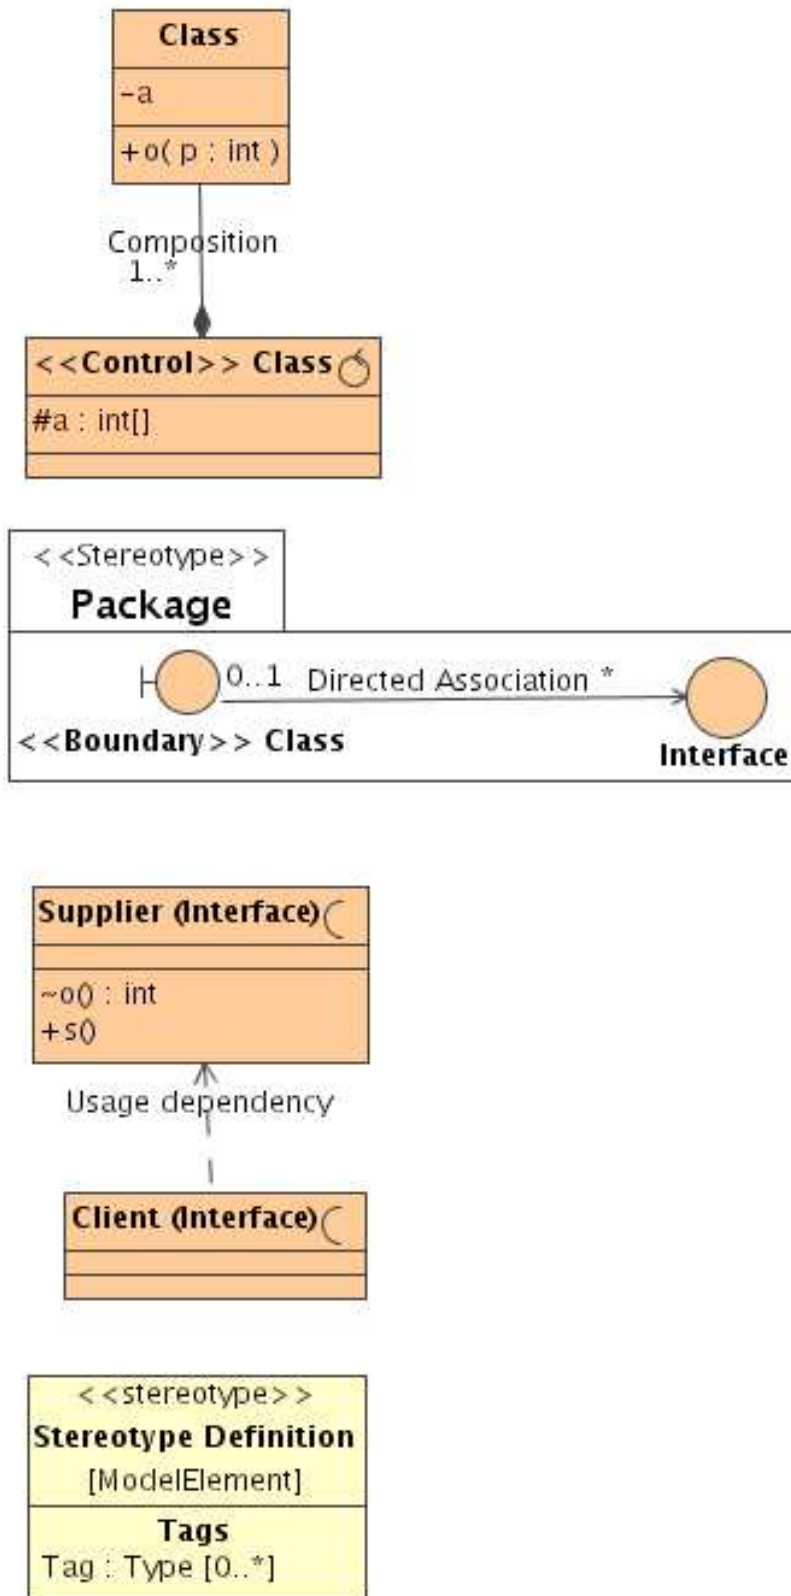 Class
-a
+o( p : int )
Composition
1..*
<<Control>> Class
#a : int[]
<<Stereotype>>
Package
0..1 Directed Association *
<<Boundary>> Class
Interface
Supplier (Interface)
~o() : int
+s()
Usage dependency
Client (Interface)
<<stereotype>>
Stereotype Definition
[ModelElement]
Tags
Tag : Type [0..*]